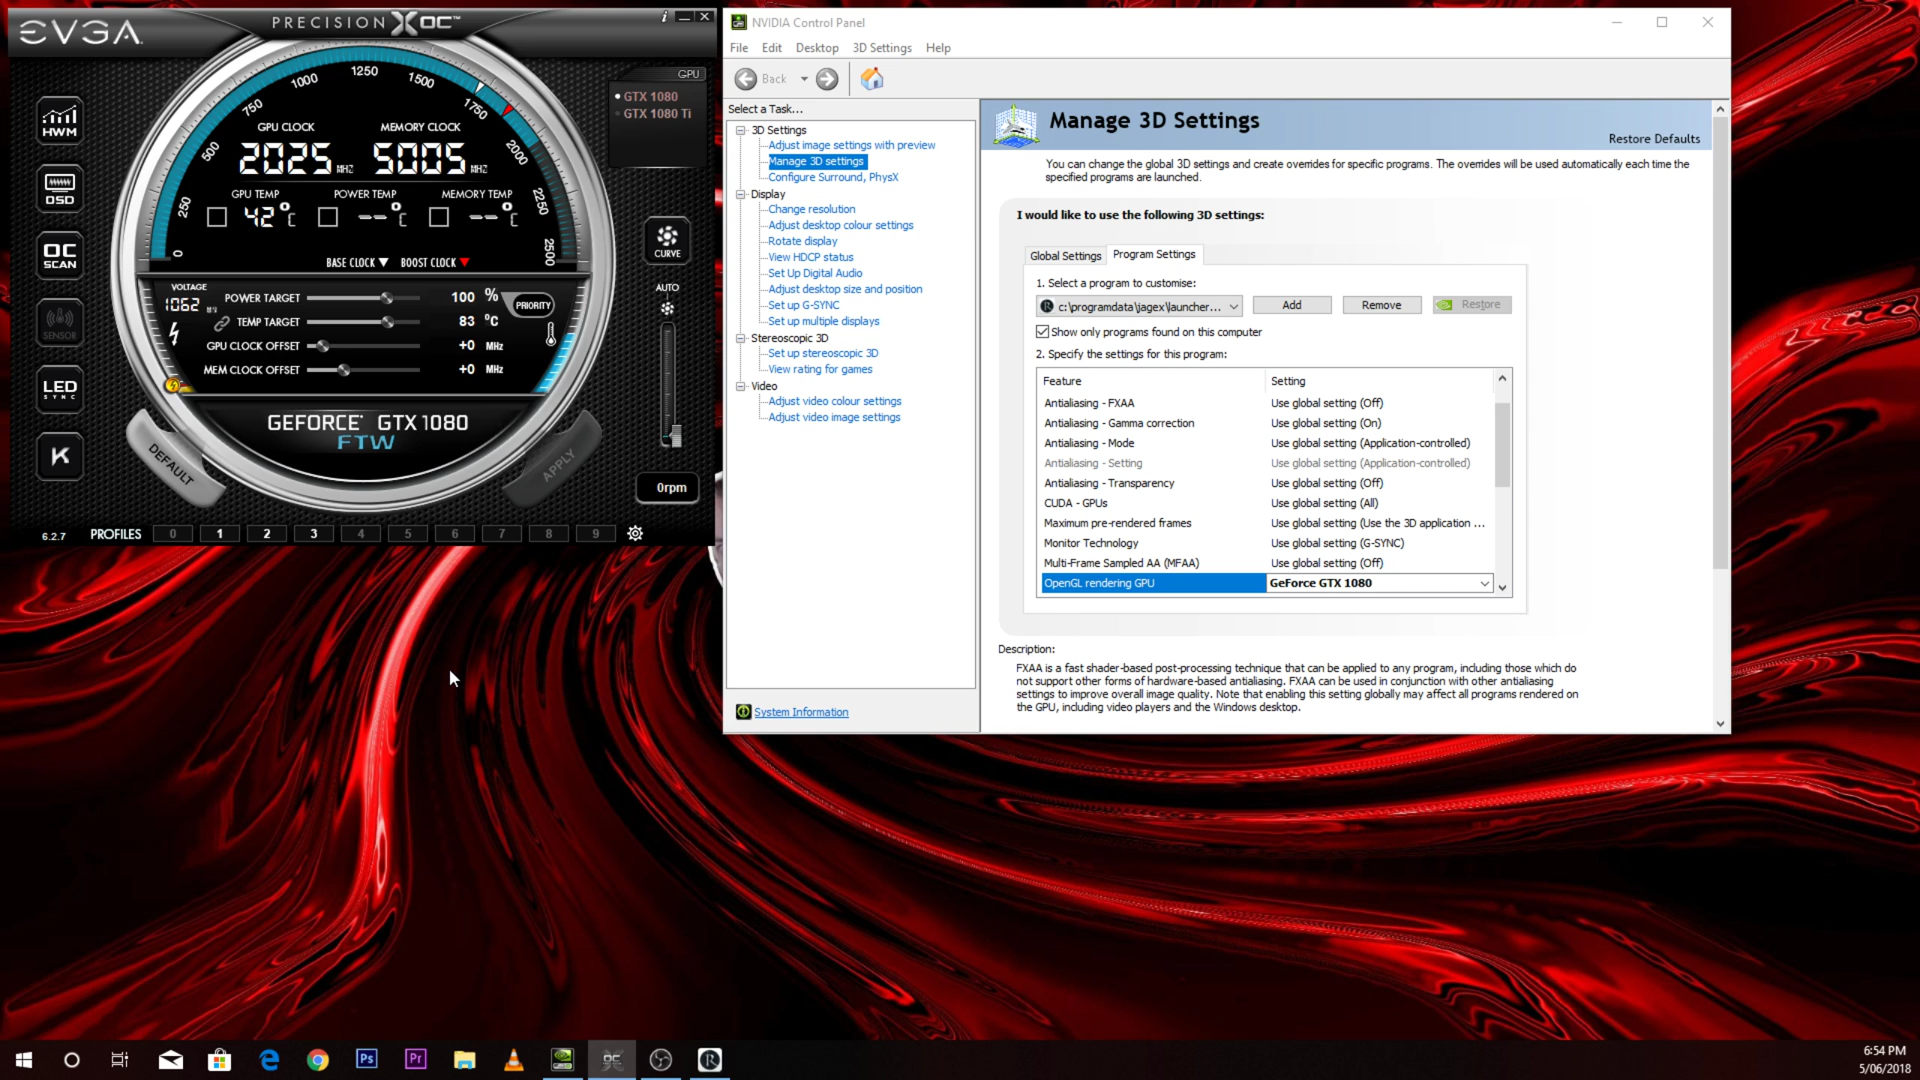 EVGA
PRECISION XOC™
i
GPU
GTX 1080
GTX 1080 Ti
HWM
OSD
OC
SCAN
SENSOR
LED
SYNC
K
0
250
500
750
1000
1250
1500
1750
2000
2250
2500
GPU CLOCK
MEMORY CLOCK
2025 MHZ
5005 MHZ
GPU TEMP
POWER TEMP
MEMORY TEMP
42°C
--°C
--°C
BASE CLOCK
BOOST CLOCK
CURVE
AUTO
VOLTAGE
1062
POWER TARGET
100 %
PRIORITY
TEMP TARGET
83 °C
GPU CLOCK OFFSET
+0 MHz
MEM CLOCK OFFSET
+0 MHz
GEFORCE® GTX 1080
FTW
DEFAULT
APPLY
0rpm
6.2.7
PROFILES
0 1 2 3 4 5 6 7 8 9
NVIDIA Control Panel
File Edit Desktop 3D Settings Help
Back
Select a Task...
3D Settings
Adjust image settings with preview
Manage 3D settings
Configure Surround, PhysX
Display
Change resolution
Adjust desktop colour settings
Rotate display
View HDCP status
Set Up Digital Audio
Adjust desktop size and position
Set up G-SYNC
Set up multiple displays
Stereoscopic 3D
Set up stereoscopic 3D
View rating for games
Video
Adjust video colour settings
Adjust video image settings
System Information
Manage 3D Settings
Restore Defaults
You can change the global 3D settings and create overrides for specific programs. The overrides will be used automatically each time the
specified programs are launched.
I would like to use the following 3D settings:
Global Settings
Program Settings
1. Select a program to customise:
c:\programdata\jagex\launcher...
Add
Remove
Restore
Show only programs found on this computer
2. Specify the settings for this program:
Feature Setting
Antialiasing - FXAA Use global setting (Off)
Antialiasing - Gamma correction Use global setting (On)
Antialiasing - Mode Use global setting (Application-controlled)
Antialiasing - Setting Use global setting (Application-controlled)
Antialiasing - Transparency Use global setting (Off)
CUDA - GPUs Use global setting (All)
Maximum pre-rendered frames Use global setting (Use the 3D application ...
Monitor Technology Use global setting (G-SYNC)
Multi-Frame Sampled AA (MFAA) Use global setting (Off)
OpenGL rendering GPU GeForce GTX 1080
Description:
FXAA is a fast shader-based post-processing technique that can be applied to any program, including those which do
not support other forms of hardware-based antialiasing. FXAA can be used in conjunction with other antialiasing
settings to improve overall image quality. Note that enabling this setting globally may affect all programs rendered on
the GPU, including video players and the Windows desktop.
Ps
Pr
6:54 PM
5/06/2018